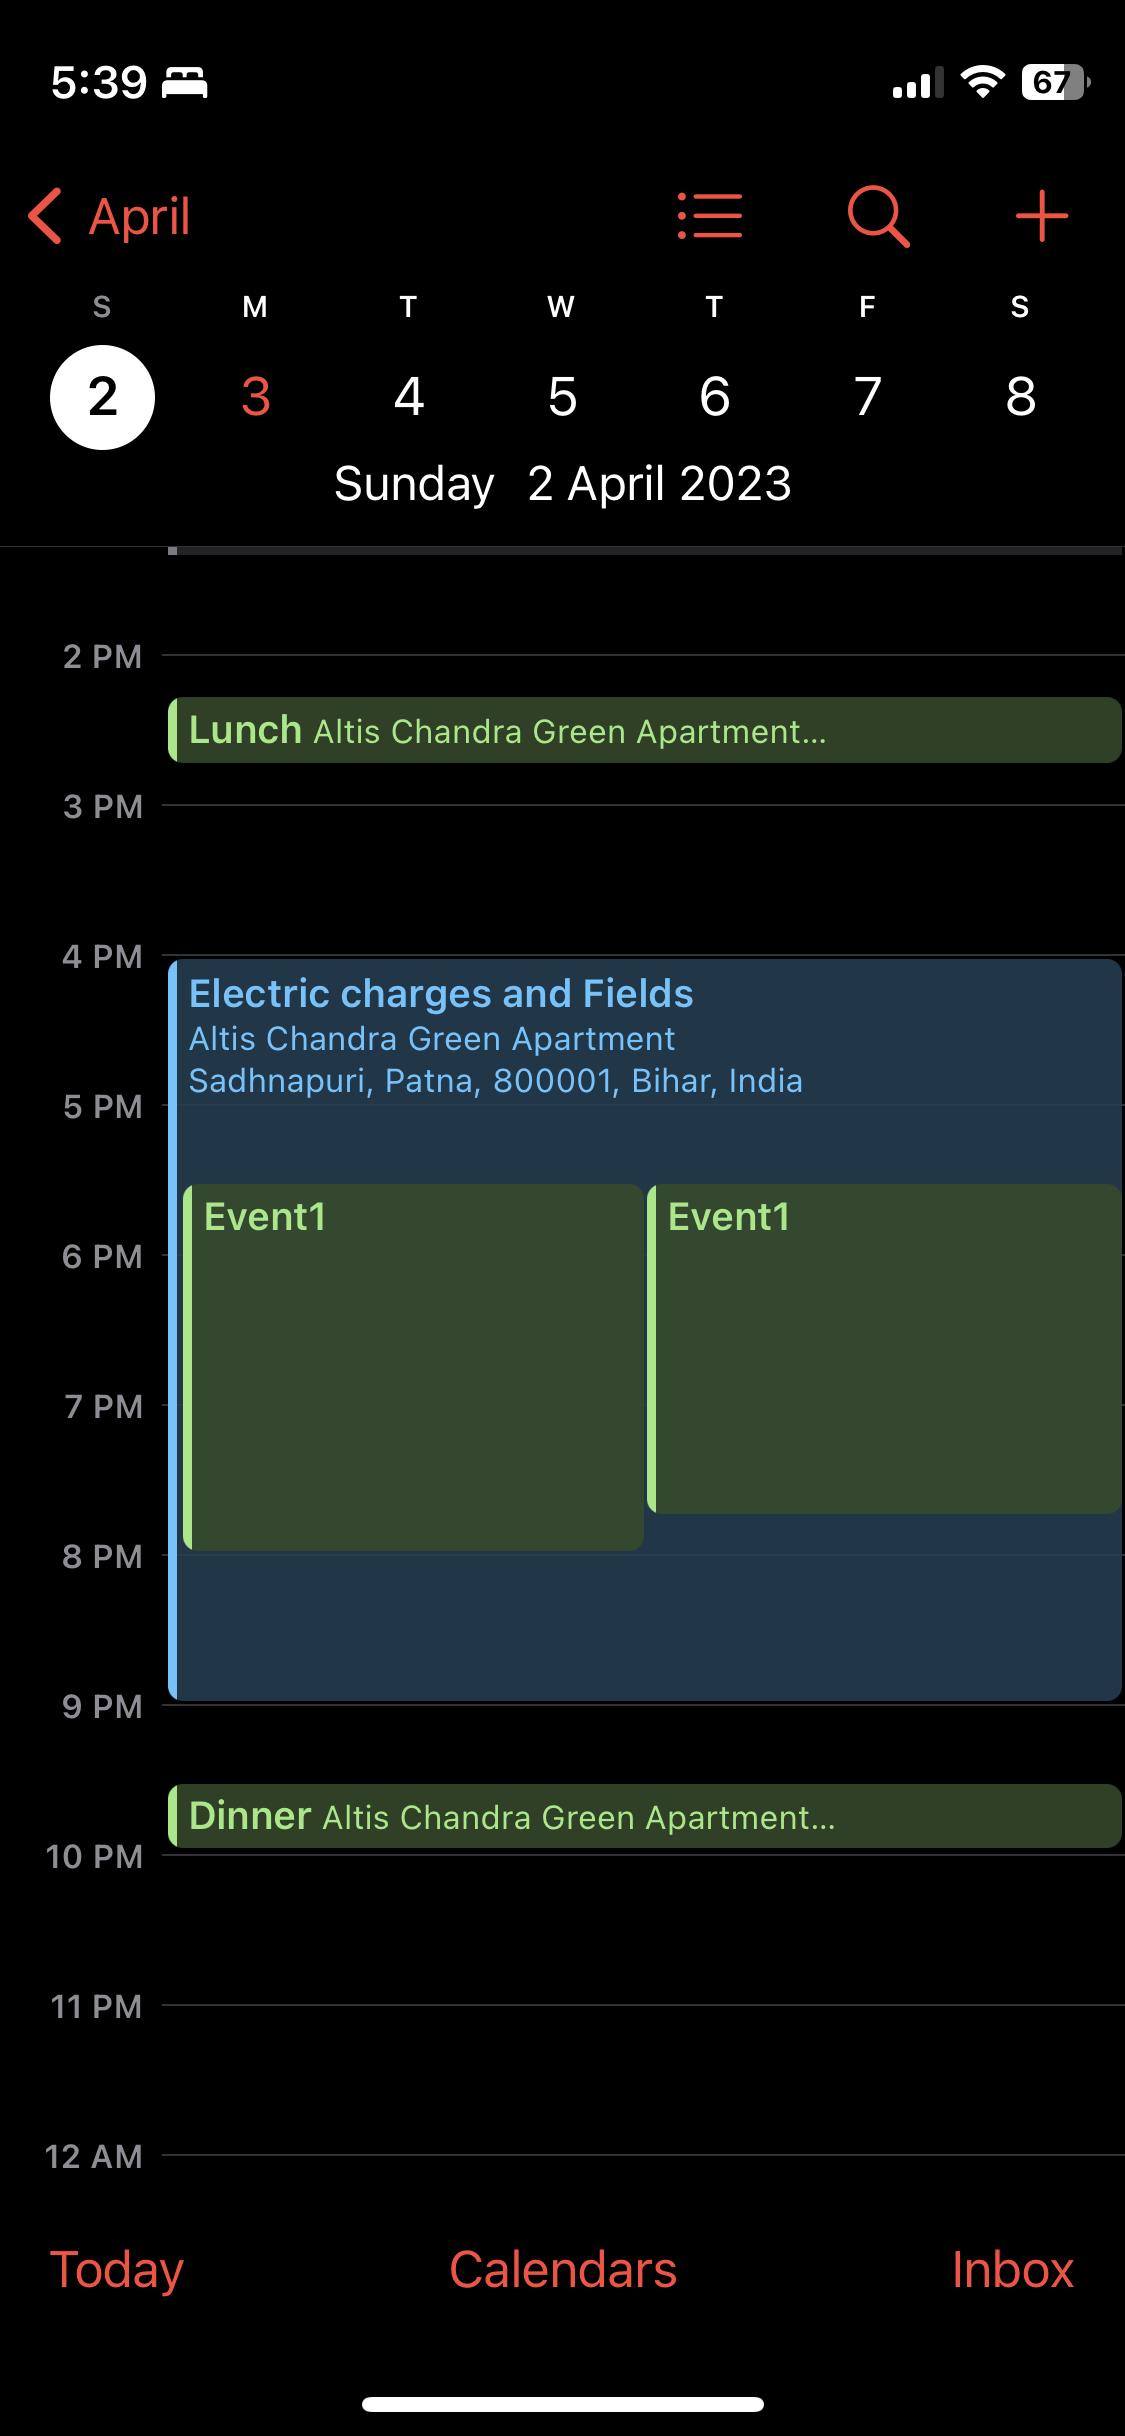 5:39
67
April
S M T W T F S
2 3 4 5 6 7 8
Sunday 2 April 2023
2 PM
Lunch Altis Chandra Green Apartment...
3 PM
4 PM
Electric charges and Fields
Altis Chandra Green Apartment
Sadhnapuri, Patna, 800001, Bihar, India
5 PM
Event1 Event1
6 PM
7 PM
8 PM
9 PM
Dinner Altis Chandra Green Apartment...
10 PM
11 PM
12 AM
Today Calendars Inbox